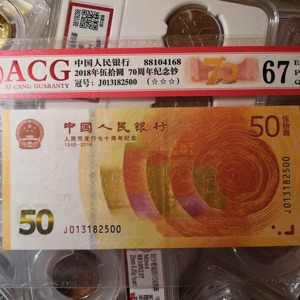 ACG
AI CANG GUARANTY
中国人民银行 88104168
2018年伍拾圆 70周年纪念钞
冠号: J013182500 (☆☆☆)
70
67 E
P
Q
中国人民银行
人民币发行七十周年纪念
1948-2018
50
伍拾圆
J013182500
50
J013182500